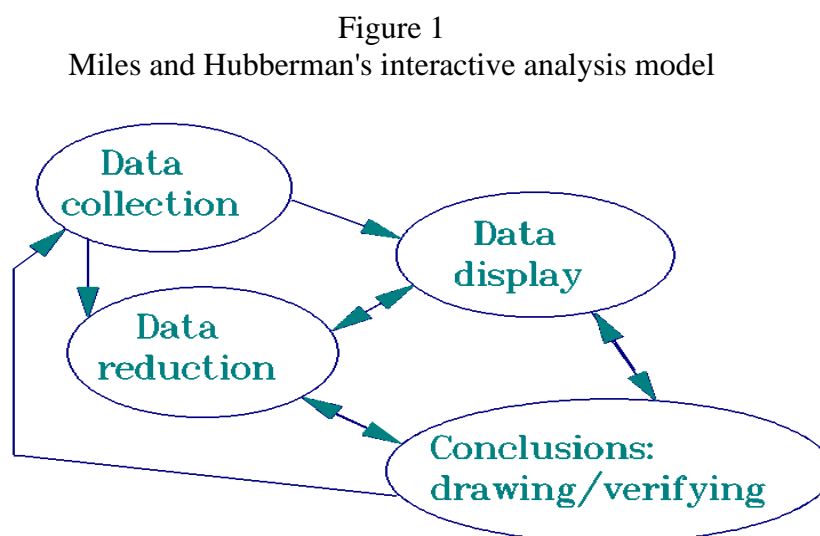 Figure 1
Miles and Hubberman's interactive analysis model
Data
collection
Data
display
Data
reduction
Conclusions:
drawing/verifying